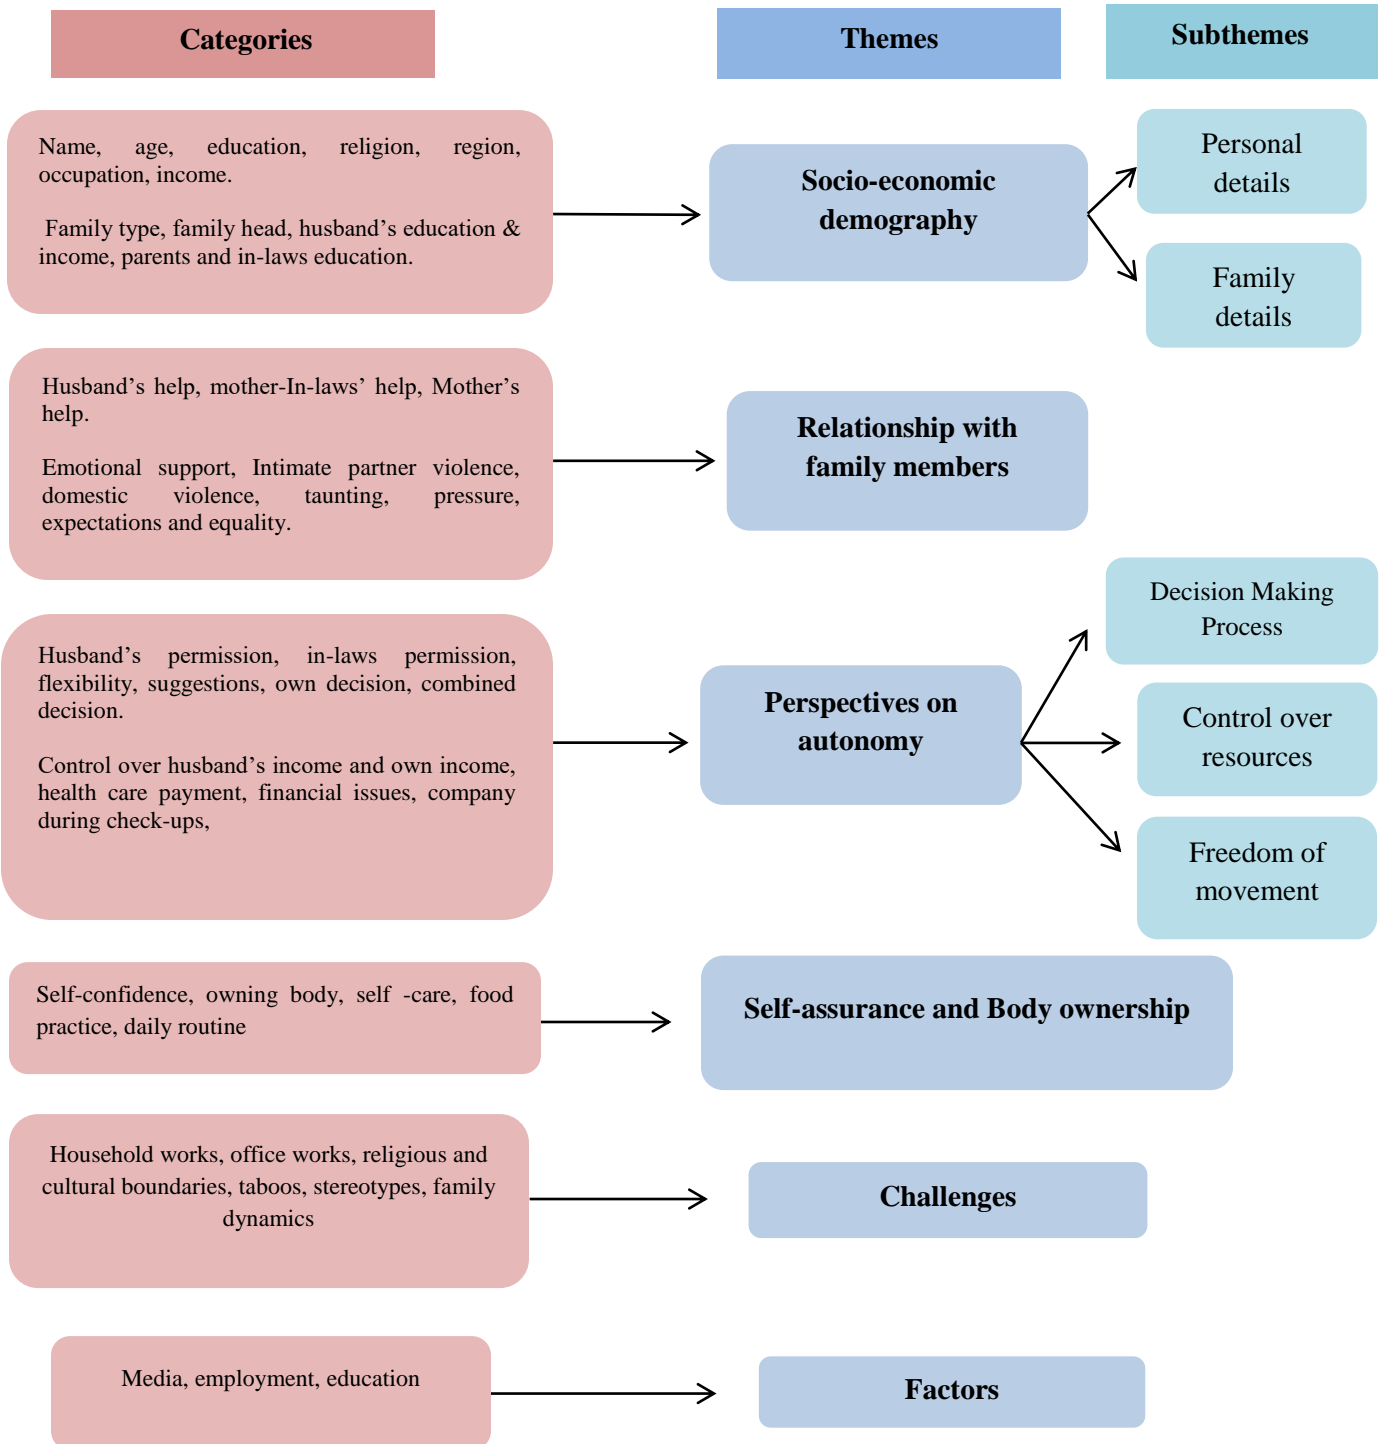 Categories
Themes
Subthemes
Name, age, education, religion, region,
occupation, income.
Family type, family head, husband’s education &
income, parents and in-laws education.
Socio-economic
demography
Personal
details
Family
details
Husband’s help, mother-In-laws’ help, Mother’s
help.
Emotional support, Intimate partner violence,
domestic violence, taunting, pressure,
expectations and equality.
Relationship with
family members
Husband’s permission, in-laws permission,
flexibility, suggestions, own decision, combined
decision.
Control over husband’s income and own income,
health care payment, financial issues, company
during check-ups,
Perspectives on
autonomy
Decision Making
Process
Control over
resources
Freedom of
movement
Self-confidence, owning body, self -care, food
practice, daily routine
Self-assurance and Body ownership
Household works, office works, religious and
cultural boundaries, taboos, stereotypes, family
dynamics
Challenges
Media, employment, education
Factors